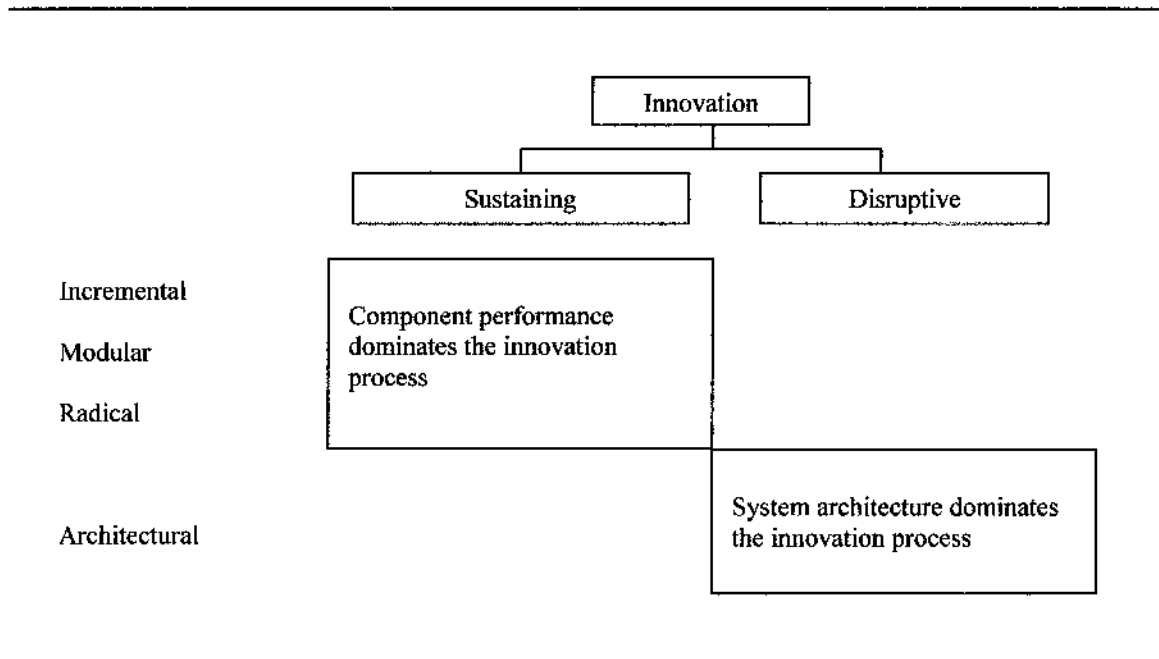 Innovation
Sustaining
Disruptive
Incremental
Modular
Radical
Component performance
dominates the innovation
process
Architectural
System architecture dominates
the innovation process